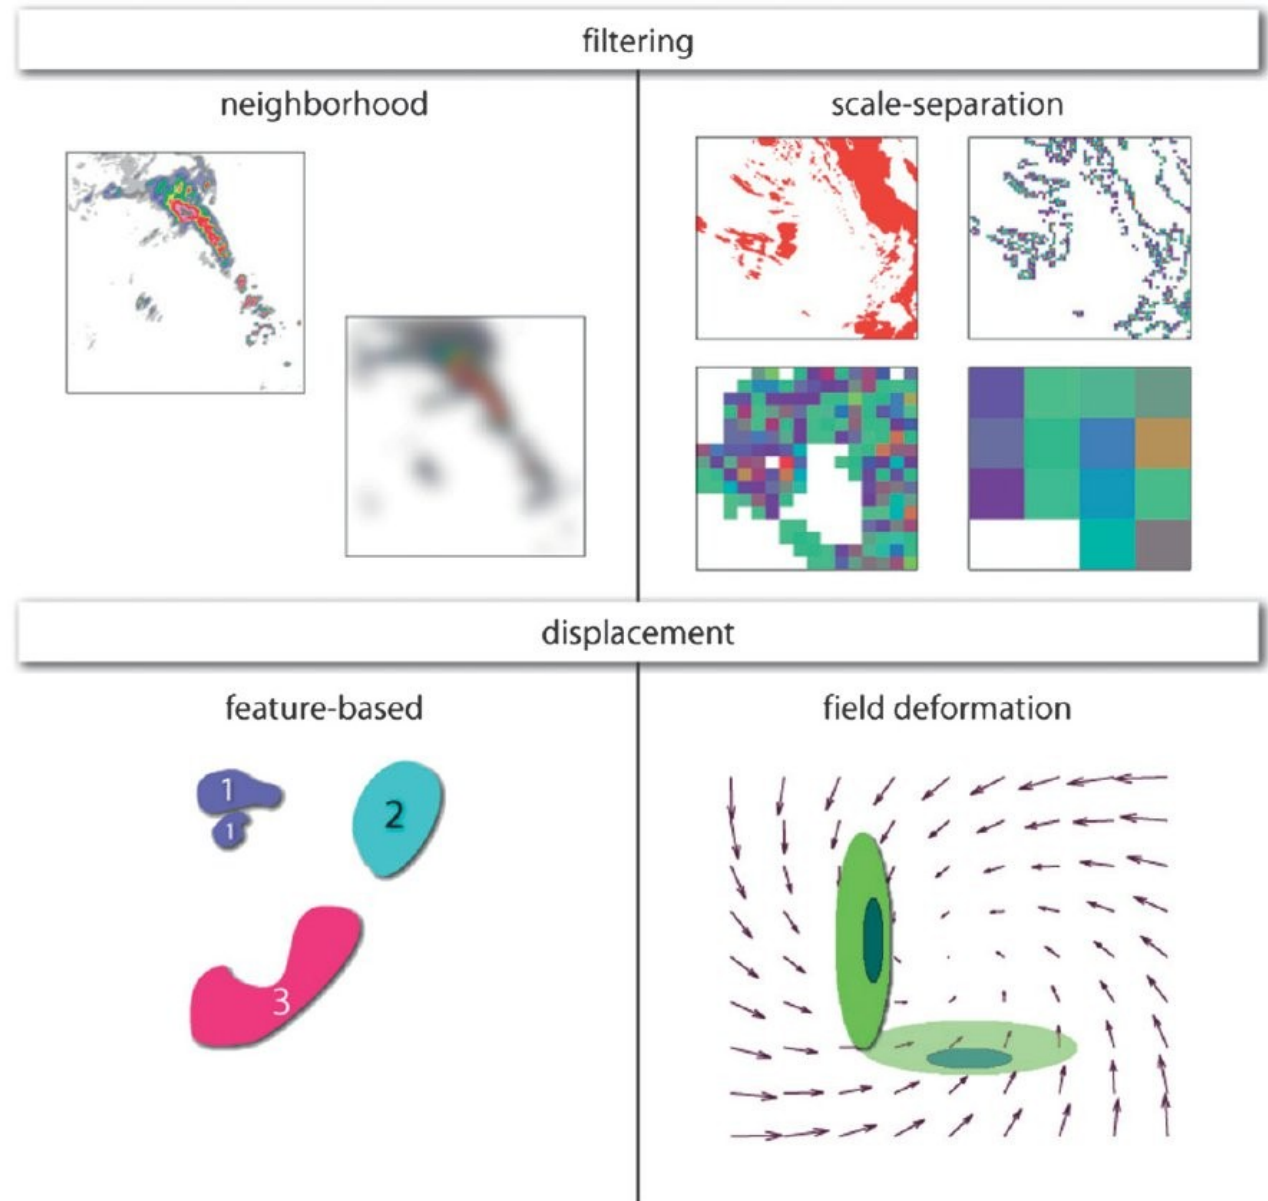 filtering
neighborhood
scale-separation
displacement
feature-based
field deformation
1
1
2
3